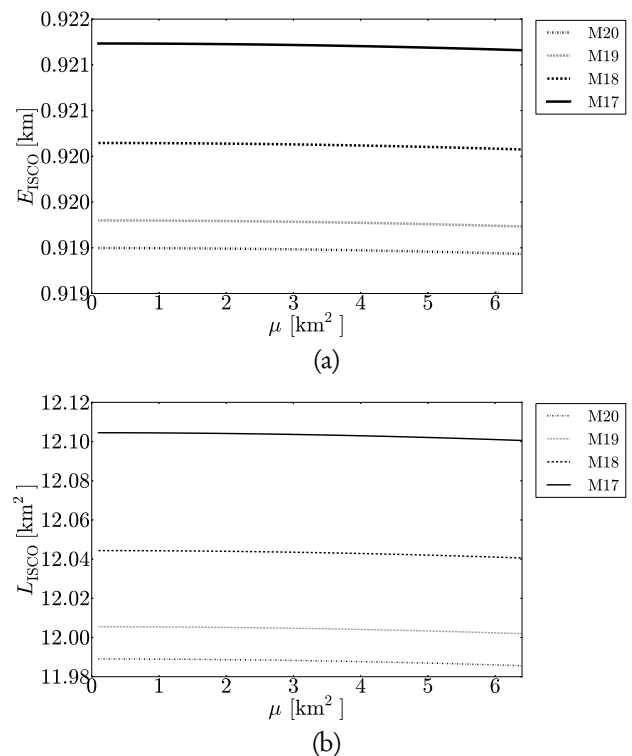 0.922
0.921
0.921
0.920
0.920
0.919
0.919
E_ISCO [km]
0 1 2 3 4 5 6
μ [km²]
M20
M19
M18
M17
(a)
12.12
12.10
12.08
12.06
12.04
12.02
12.00
11.98
L_ISCO [km²]
0 1 2 3 4 5 6
μ [km²]
M20
M19
M18
M17
(b)